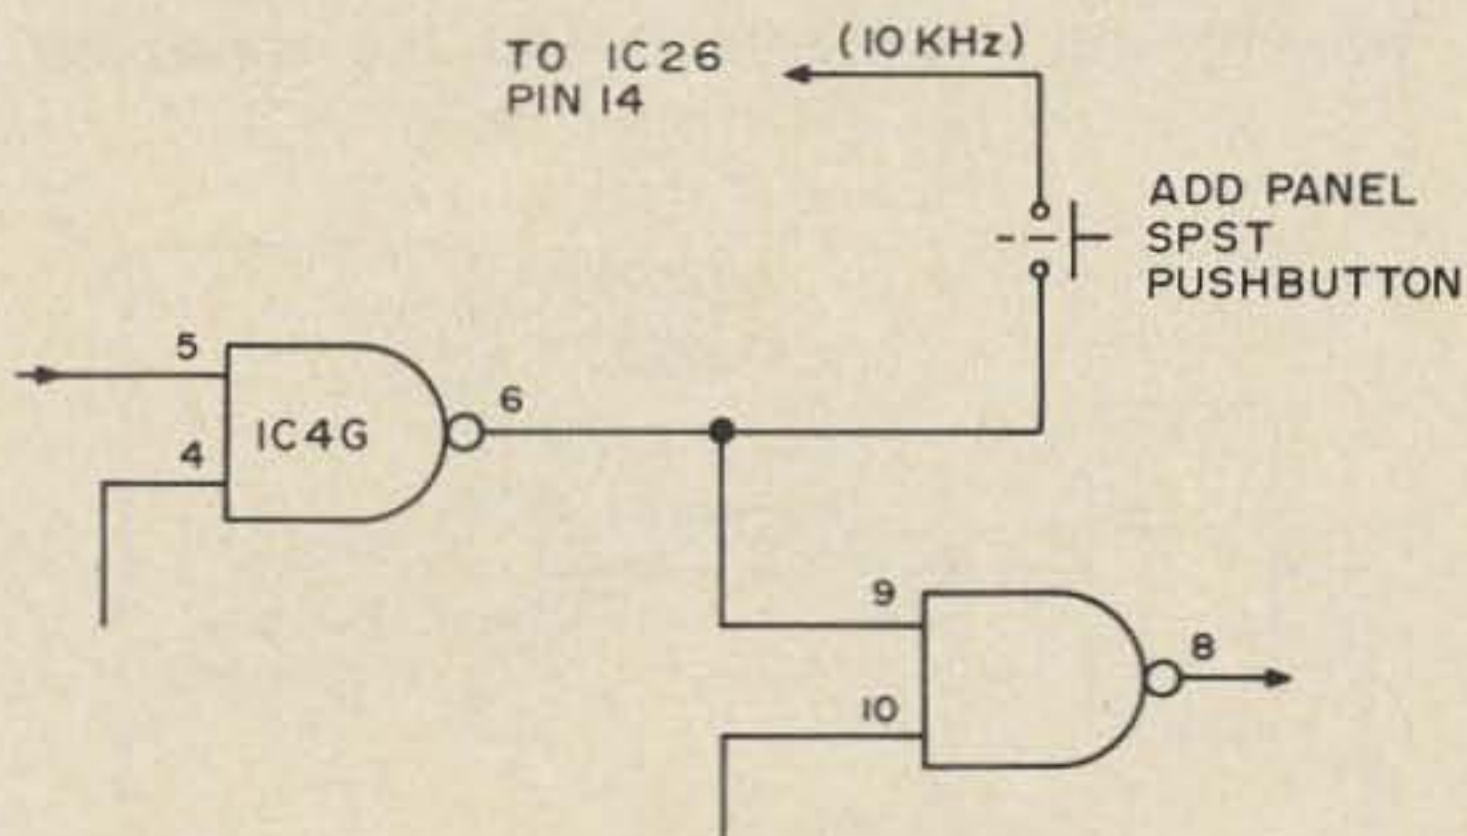 TO IC26
PIN 14
(10 KHz)
ADD PANEL
SPST
PUSHBUTTON
5
4
IC4G
6
9
10
8